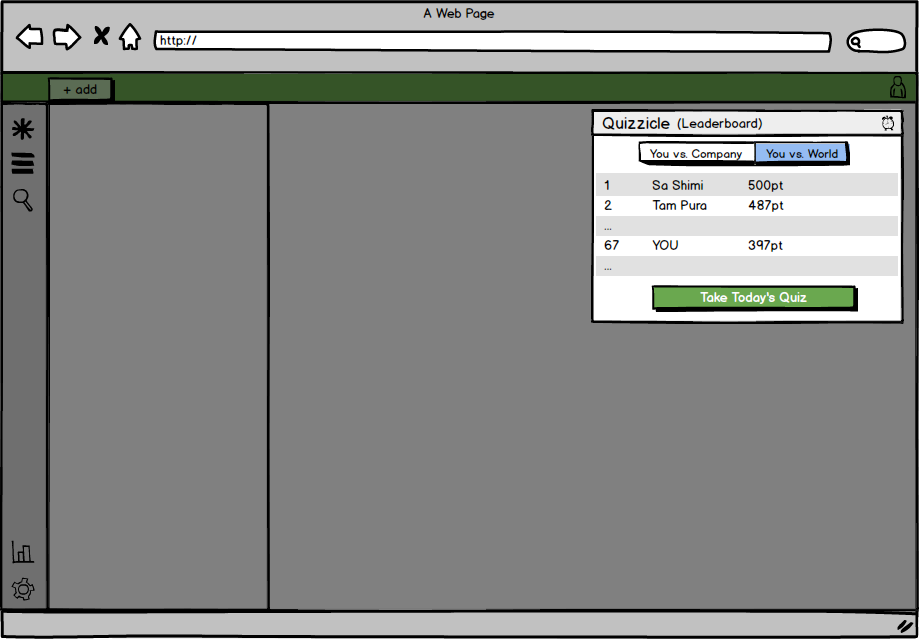 A Web Page
http://
+ add
Quizzicle (Leaderboard)
You vs. Company You vs. World
1 Sa Shimi 500pt
2 Tam Pura 487pt
...
67 YOU 397pt
...
Take Today's Quiz